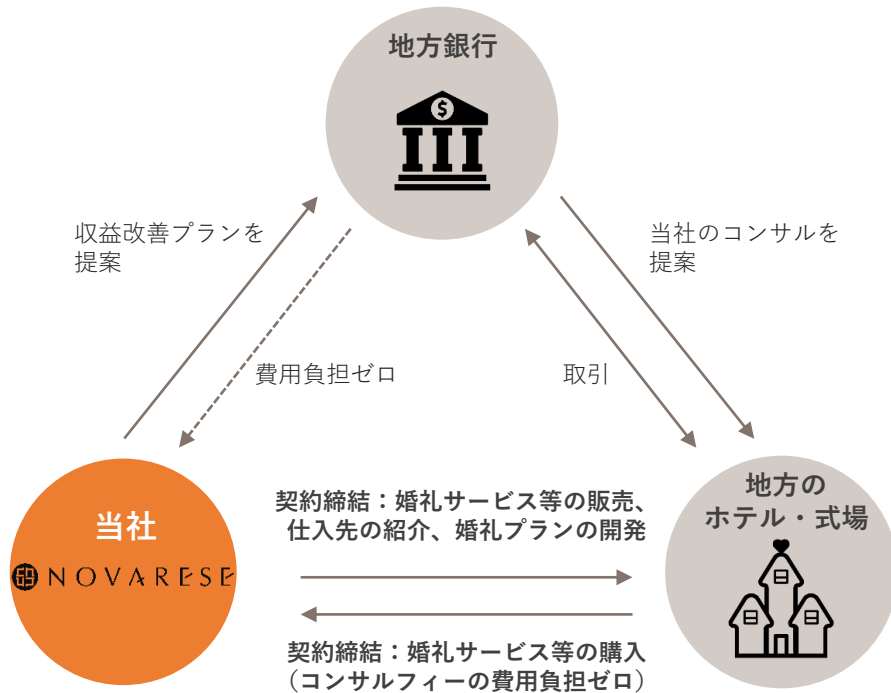 地方銀行
$
収益改善プランを
提案
当社のコンサルを
提案
費用負担ゼロ
取引
当社
NOVARESE
契約締結：婚礼サービス等の販売、
仕入先の紹介、婚礼プランの開発
地方の
ホテル・式場
契約締結：婚礼サービス等の購入
（コンサルフィーの費用負担ゼロ）